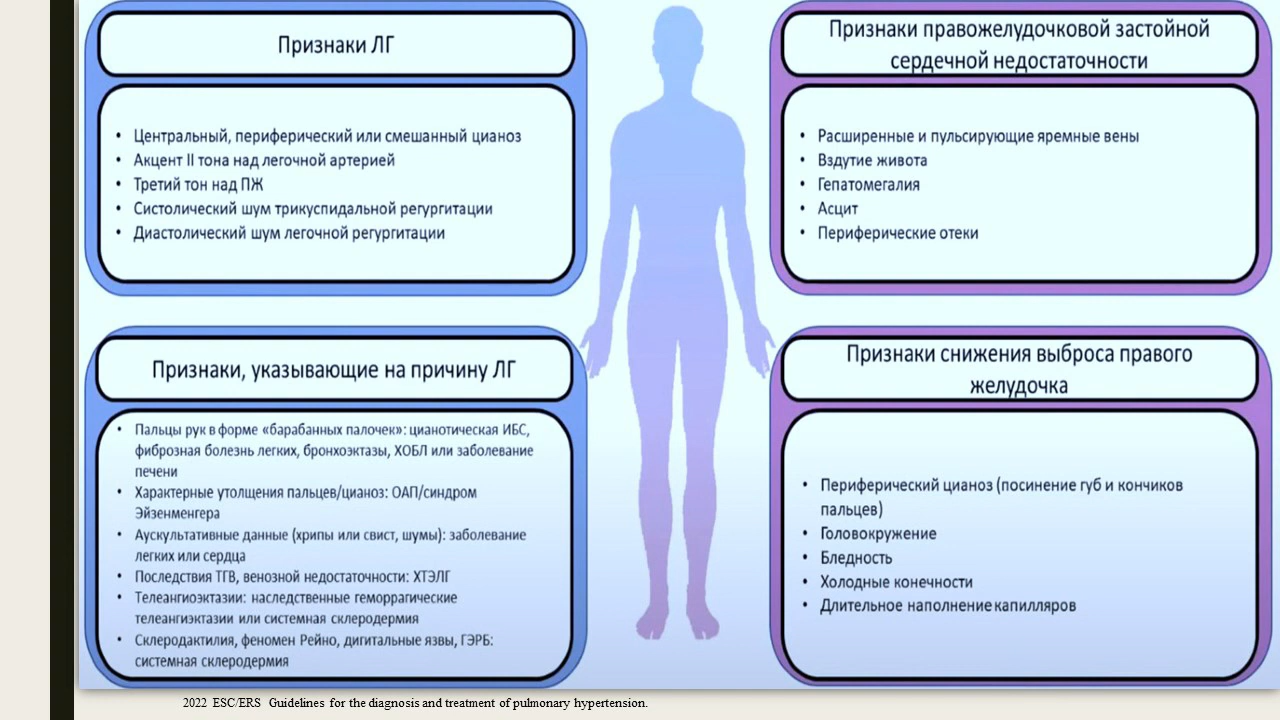 Признаки ЛГ
• Центральный, периферический или смешанный цианоз
• Акцент II тона над легочной артерией
• Третий тон над ПЖ
• Систолический шум трикуспидальной регургитации
• Диастолический шум легочной регургитации
Признаки правожелудочковой застойной
сердечной недостаточности
• Расширенные и пульсирующие яремные вены
• Вздутие живота
• Гепатомегалия
• Асцит
• Периферические отеки
Признаки, указывающие на причину ЛГ
• Пальцы рук в форме «барабанных палочек»: цианотическая ИБС,
фиброзная болезнь легких, бронхоэктазы, ХОБЛ или заболевание
печени
• Характерные утолщения пальцев/цианоз: ОАП/синдром
Эйзенменгера
• Аускультативные данные (хрипы или свист, шумы): заболевание
легких или сердца
• Последствия ТГВ, венозной недостаточности: ХТЭЛГ
• Телеангиоэктазии: наследственные геморрагические
телеангиэктазии или системная склеродермия
• Склеродактилия, феномен Рейно, дигитальные язвы, ГЭРБ:
системная склеродермия
Признаки снижения выброса правого
желудочка
• Периферический цианоз (посинение губ и кончиков
пальцев)
• Головокружение
• Бледность
• Холодные конечности
• Длительное наполнение капилляров
2022 ESC/ERS Guidelines for the diagnosis and treatment of pulmonary hypertension.